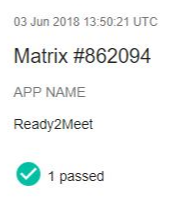 03 Jun 2018 13:50:21 UTC
Matrix #862094
APP NAME
Ready2Meet
1 passed